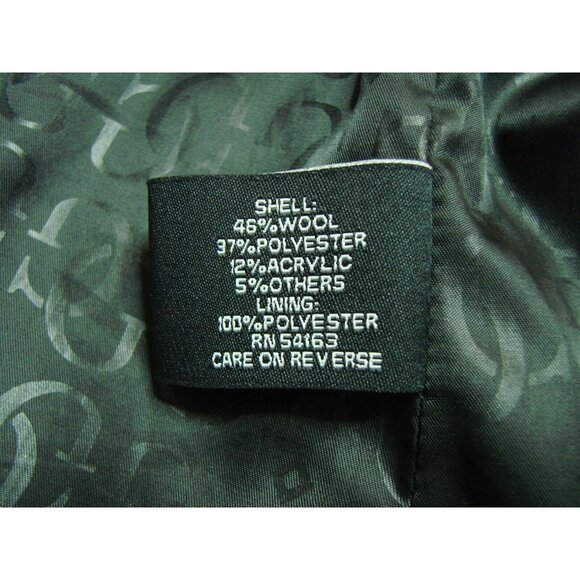 SHELL:
46%WOOL
37%POLYESTER
12%ACRYLIC
5%OTHERS
LINING:
100%POLYESTER
RN 54163
CARE ON REVERSE